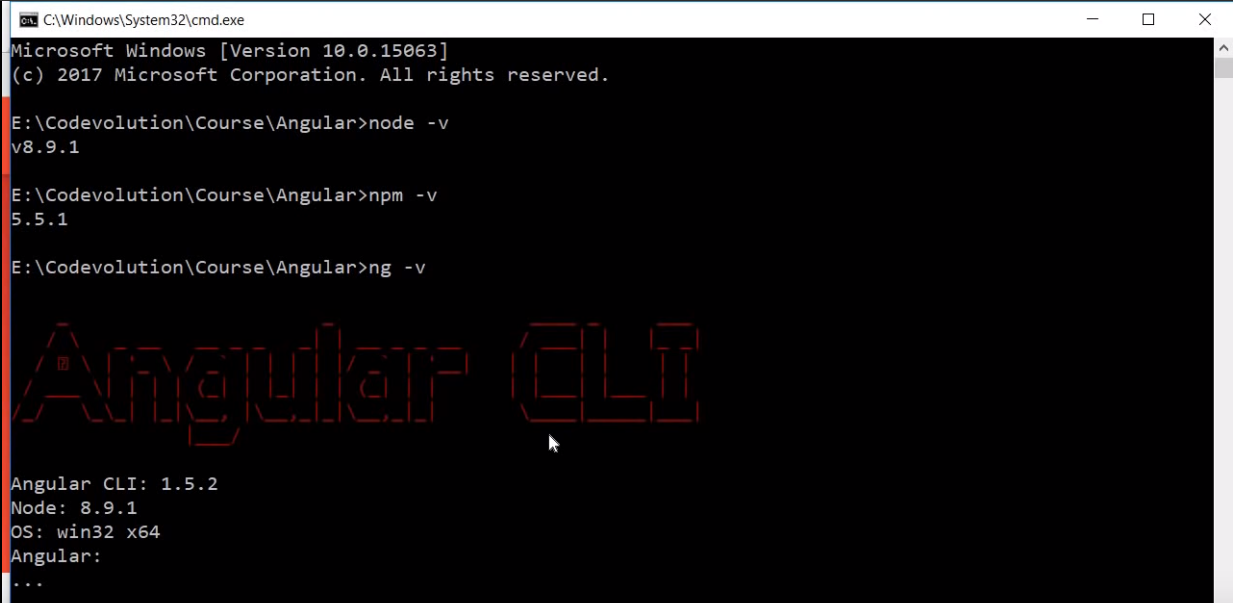 C:\Windows\System32\cmd.exe
Microsoft Windows [Version 10.0.15063]
(c) 2017 Microsoft Corporation. All rights reserved.
E:\Codevolution\Course\Angular>node -v
v8.9.1
E:\Codevolution\Course\Angular>npm -v
5.5.1
E:\Codevolution\Course\Angular>ng -v
Angular CLI
Angular CLI: 1.5.2
Node: 8.9.1
OS: win32 x64
Angular:
...